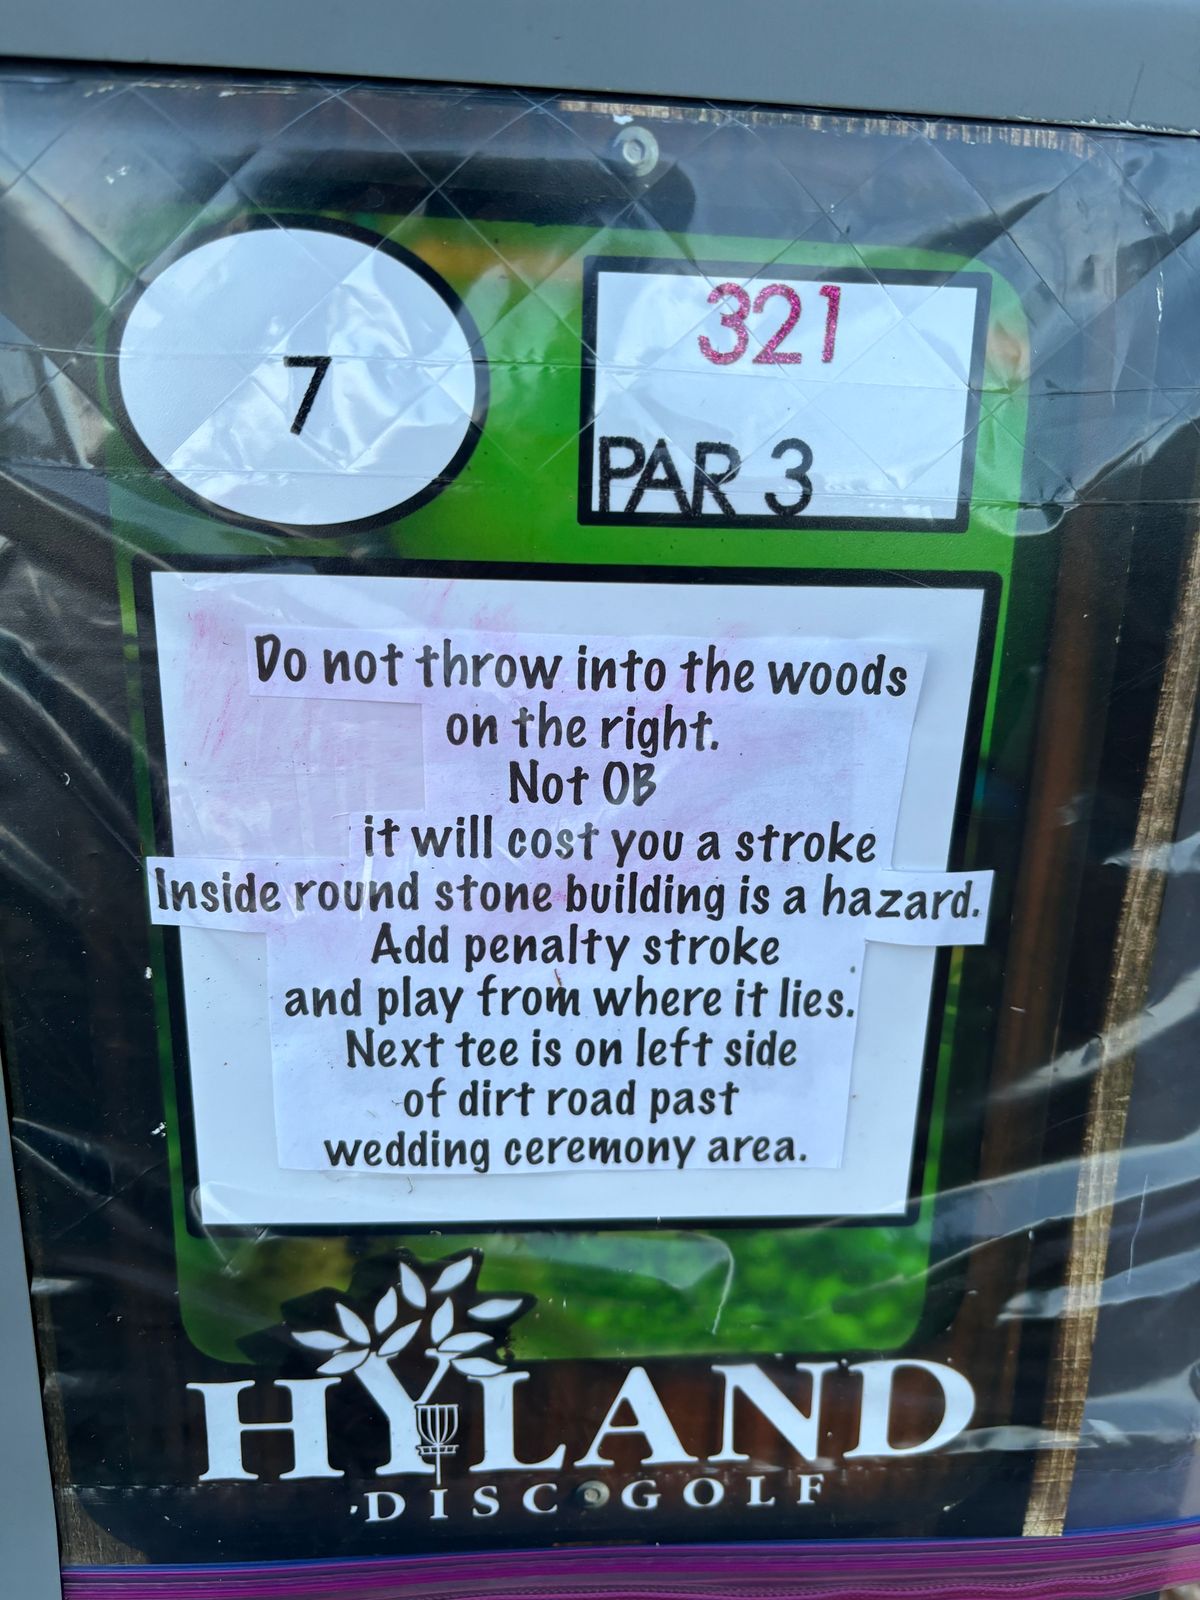 7
321
PAR 3
Do not throw into the woods
on the right.
Not OB
it will cost you a stroke
Inside round stone building is a hazard.
Add penalty stroke
and play from where it lies.
Next tee is on left side
of dirt road past
wedding ceremony area.
HYLAND
DISC GOLF